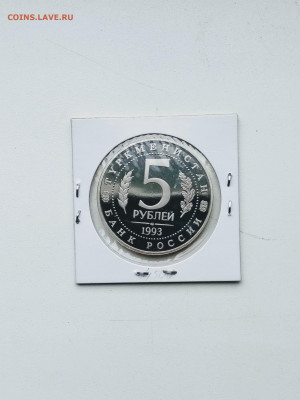 COINS.LAVE.RU
ТУРКМЕНИСТАН
5
РУБЛЕЙ
1993
БАНК РОССИИ